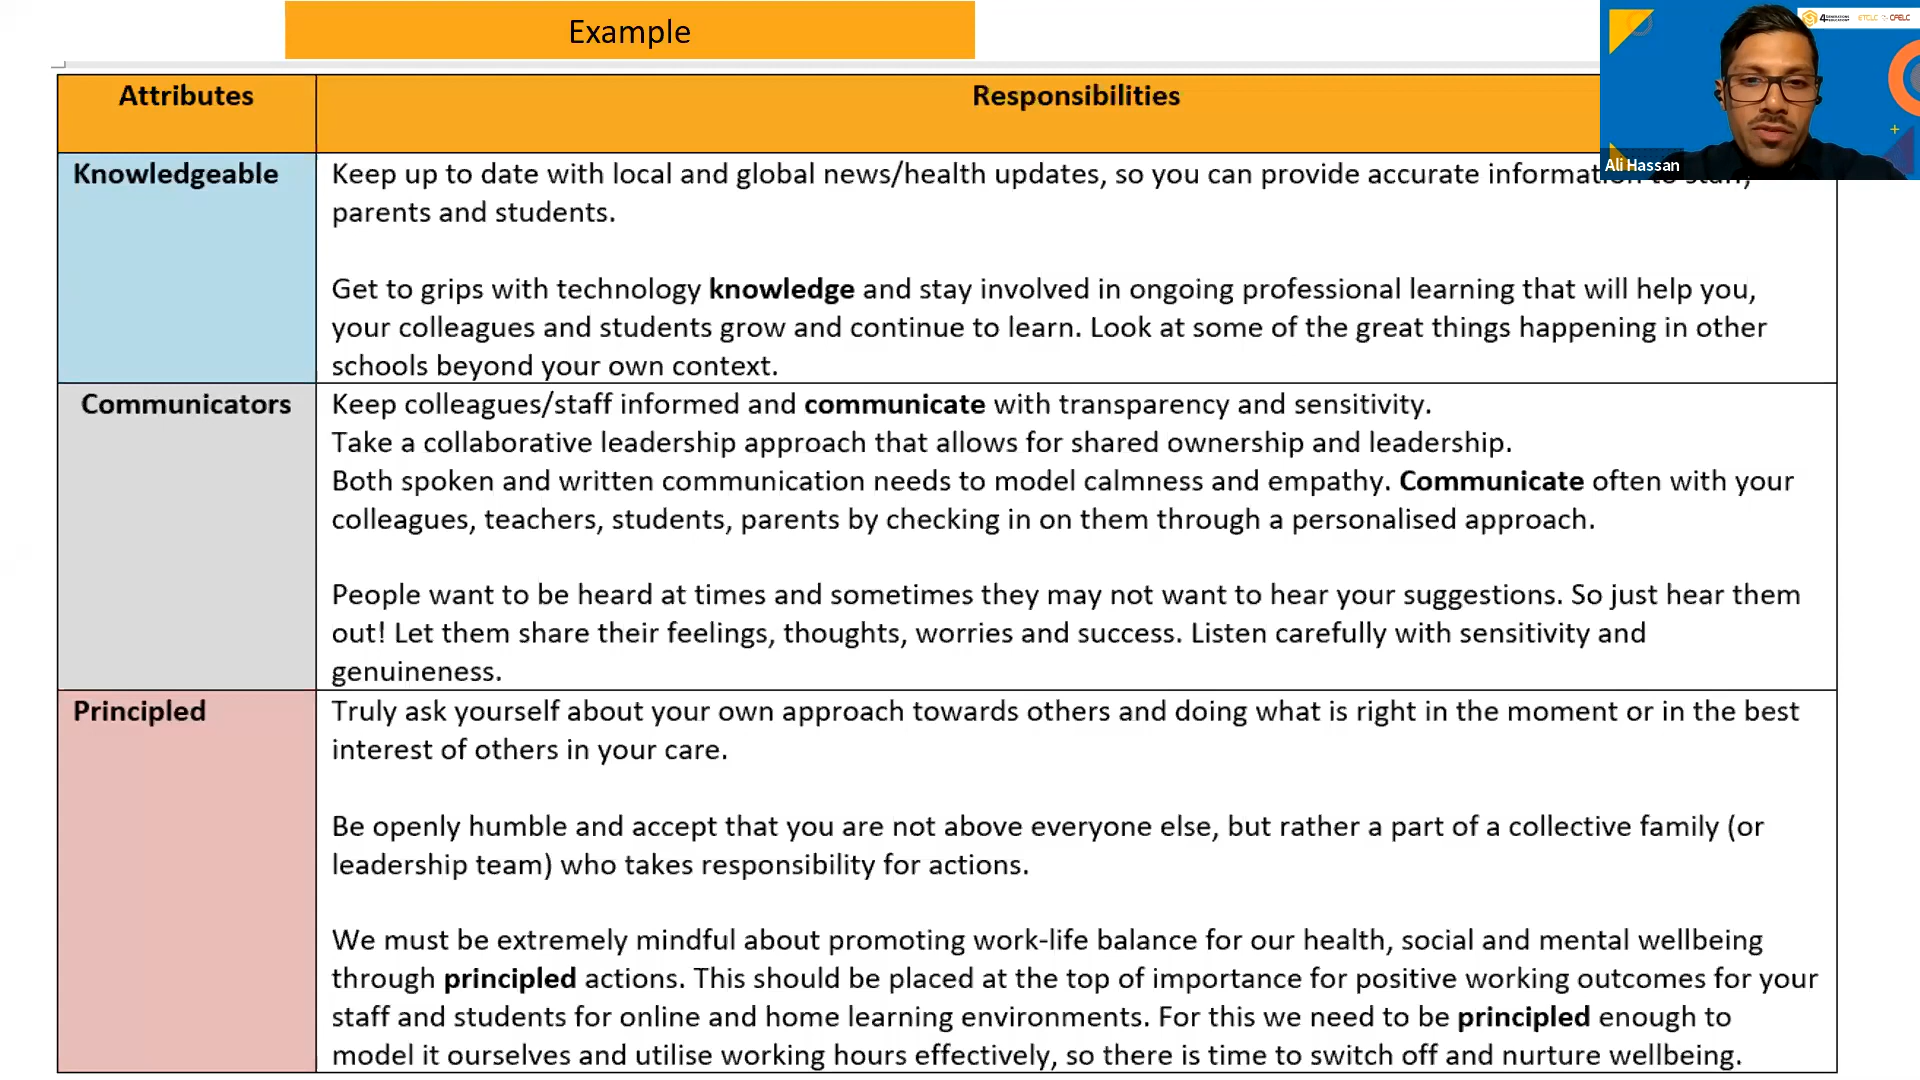 Example
Attributes
Responsibilities
Ali Hassan
Knowledgeable
Keep up to date with local and global news/health updates, so you can provide accurate information to staff,
parents and students.
Get to grips with technology knowledge and stay involved in ongoing professional learning that will help you,
your colleagues and students grow and continue to learn. Look at some of the great things happening in other
schools beyond your own context.
Communicators
Keep colleagues/staff informed and communicate with transparency and sensitivity.
Take a collaborative leadership approach that allows for shared ownership and leadership.
Both spoken and written communication needs to model calmness and empathy. Communicate often with your
colleagues, teachers, students, parents by checking in on them through a personalised approach.
People want to be heard at times and sometimes they may not want to hear your suggestions. So just hear them
out! Let them share their feelings, thoughts, worries and success. Listen carefully with sensitivity and
genuineness.
Principled
Truly ask yourself about your own approach towards others and doing what is right in the moment or in the best
interest of others in your care.
Be openly humble and accept that you are not above everyone else, but rather a part of a collective family (or
leadership team) who takes responsibility for actions.
We must be extremely mindful about promoting work-life balance for our health, social and mental wellbeing
through principled actions. This should be placed at the top of importance for positive working outcomes for your
staff and students for online and home learning environments. For this we need to be principled enough to
model it ourselves and utilise working hours effectively, so there is time to switch off and nurture wellbeing.